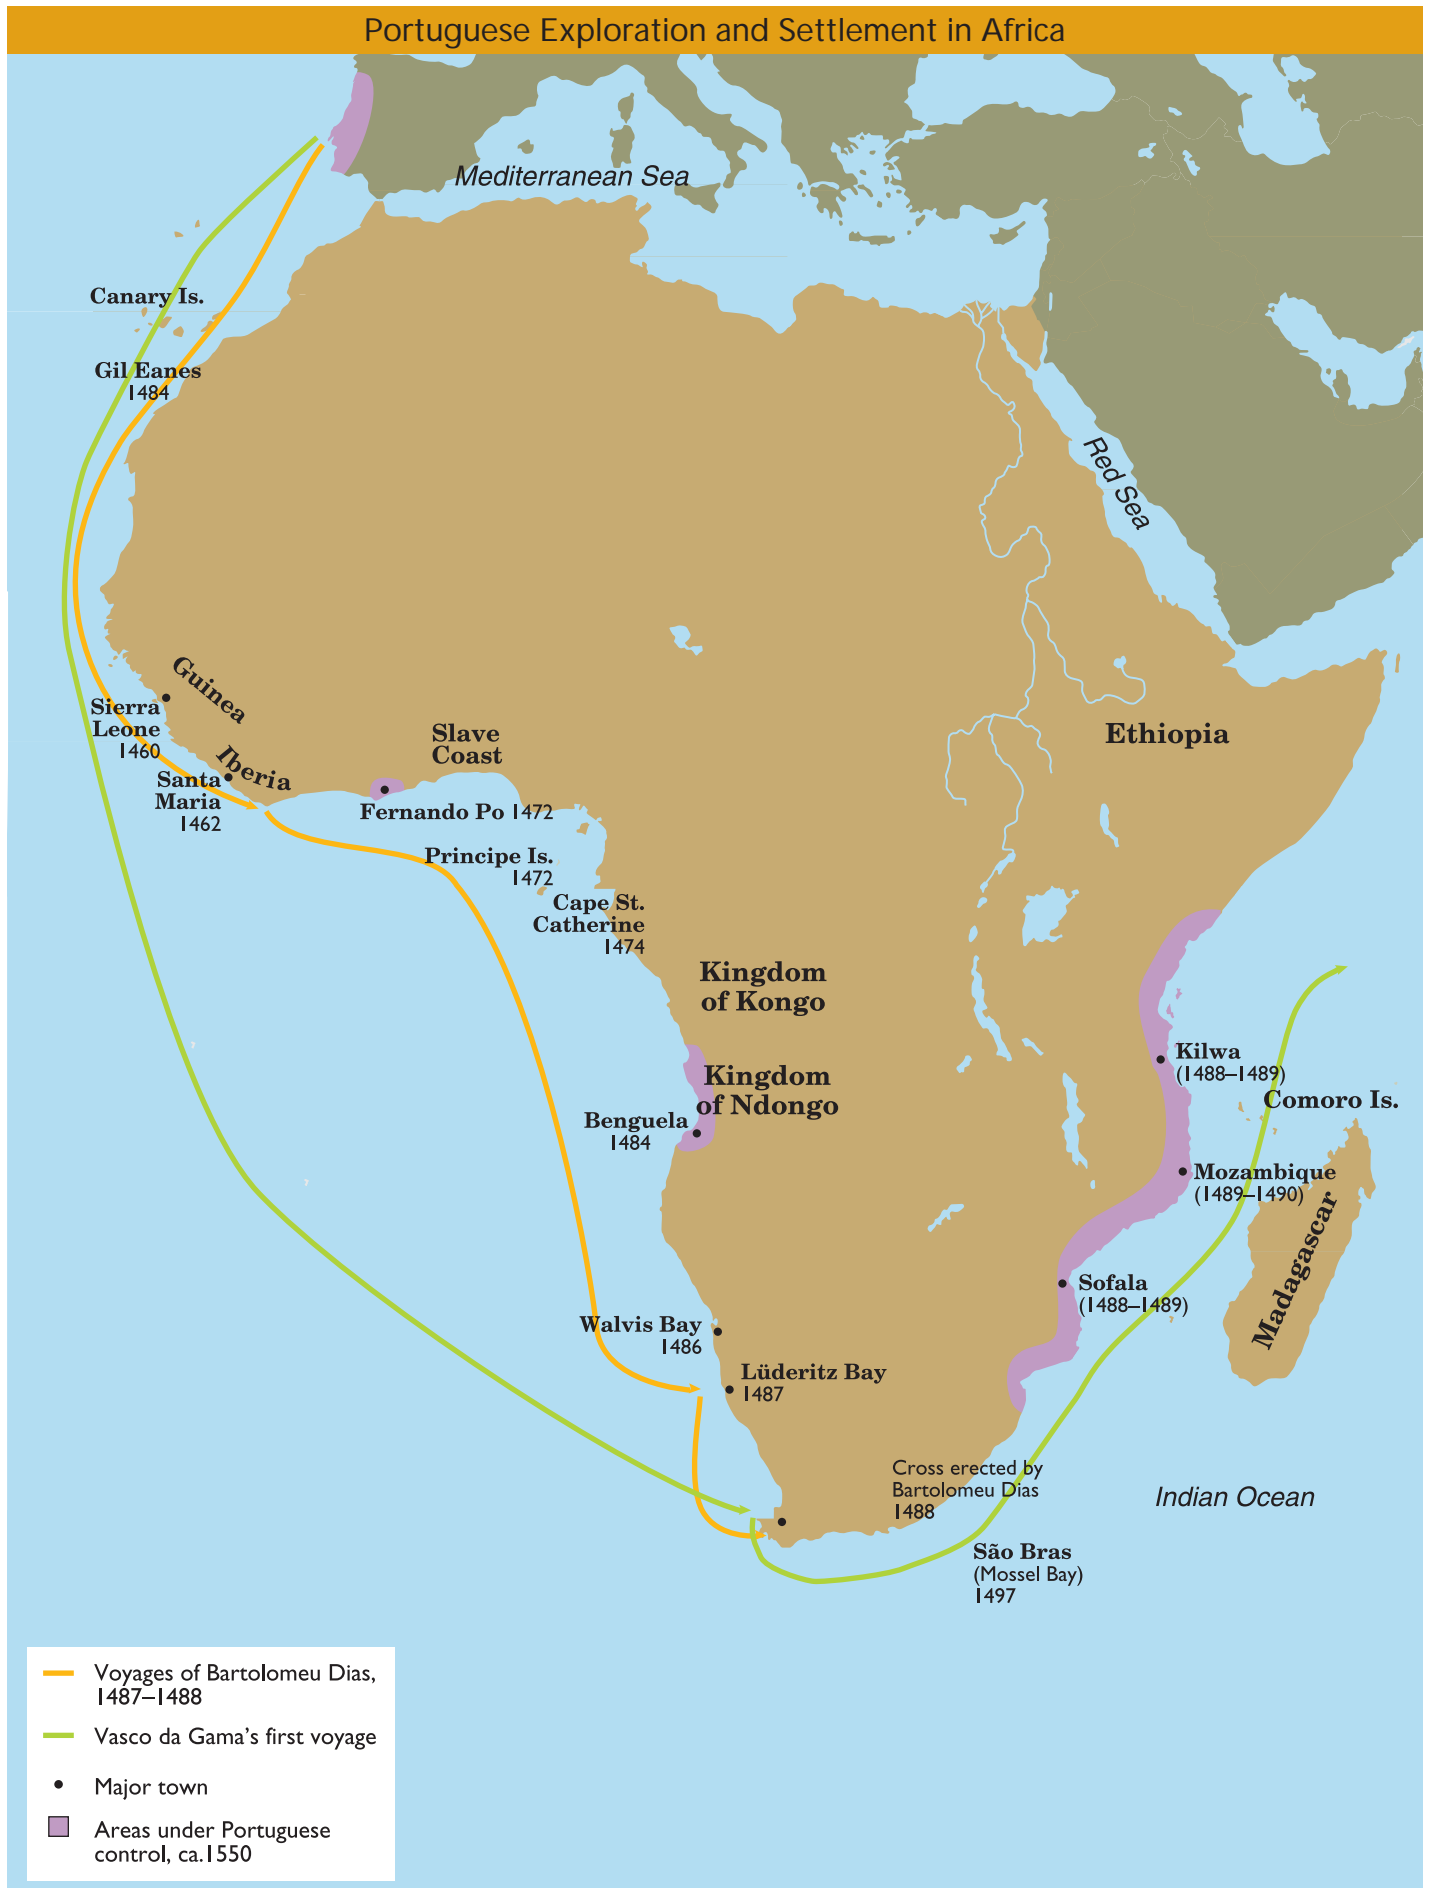 Portuguese Exploration and Settlement in Africa
Mediterranean Sea
Canary Is.
Gil Eanes
1484
Red Sea
Guinea
Sierra
Leone
1460
Iberia
Santa
Maria
1462
Slave
Coast
Ethiopia
Fernando Po 1472
Principe Is.
1472
Cape St.
Catherine
1474
Kingdom
of Kongo
Kingdom
of Ndongo
Kilwa
(1488–1489)
Comoro Is.
Benguela
1484
Mozambique
(1489–1490)
Madagascar
Sofala
(1488–1489)
Walvis Bay
1486
Lüderitz Bay
1487
Cross erected by
Bartolomeu Dias
1488
Indian Ocean
São Bras
(Mossel Bay)
1497
Voyages of Bartolomeu Dias,
1487–1488
Vasco da Gama's first voyage
Major town
Areas under Portuguese
control, ca.1550